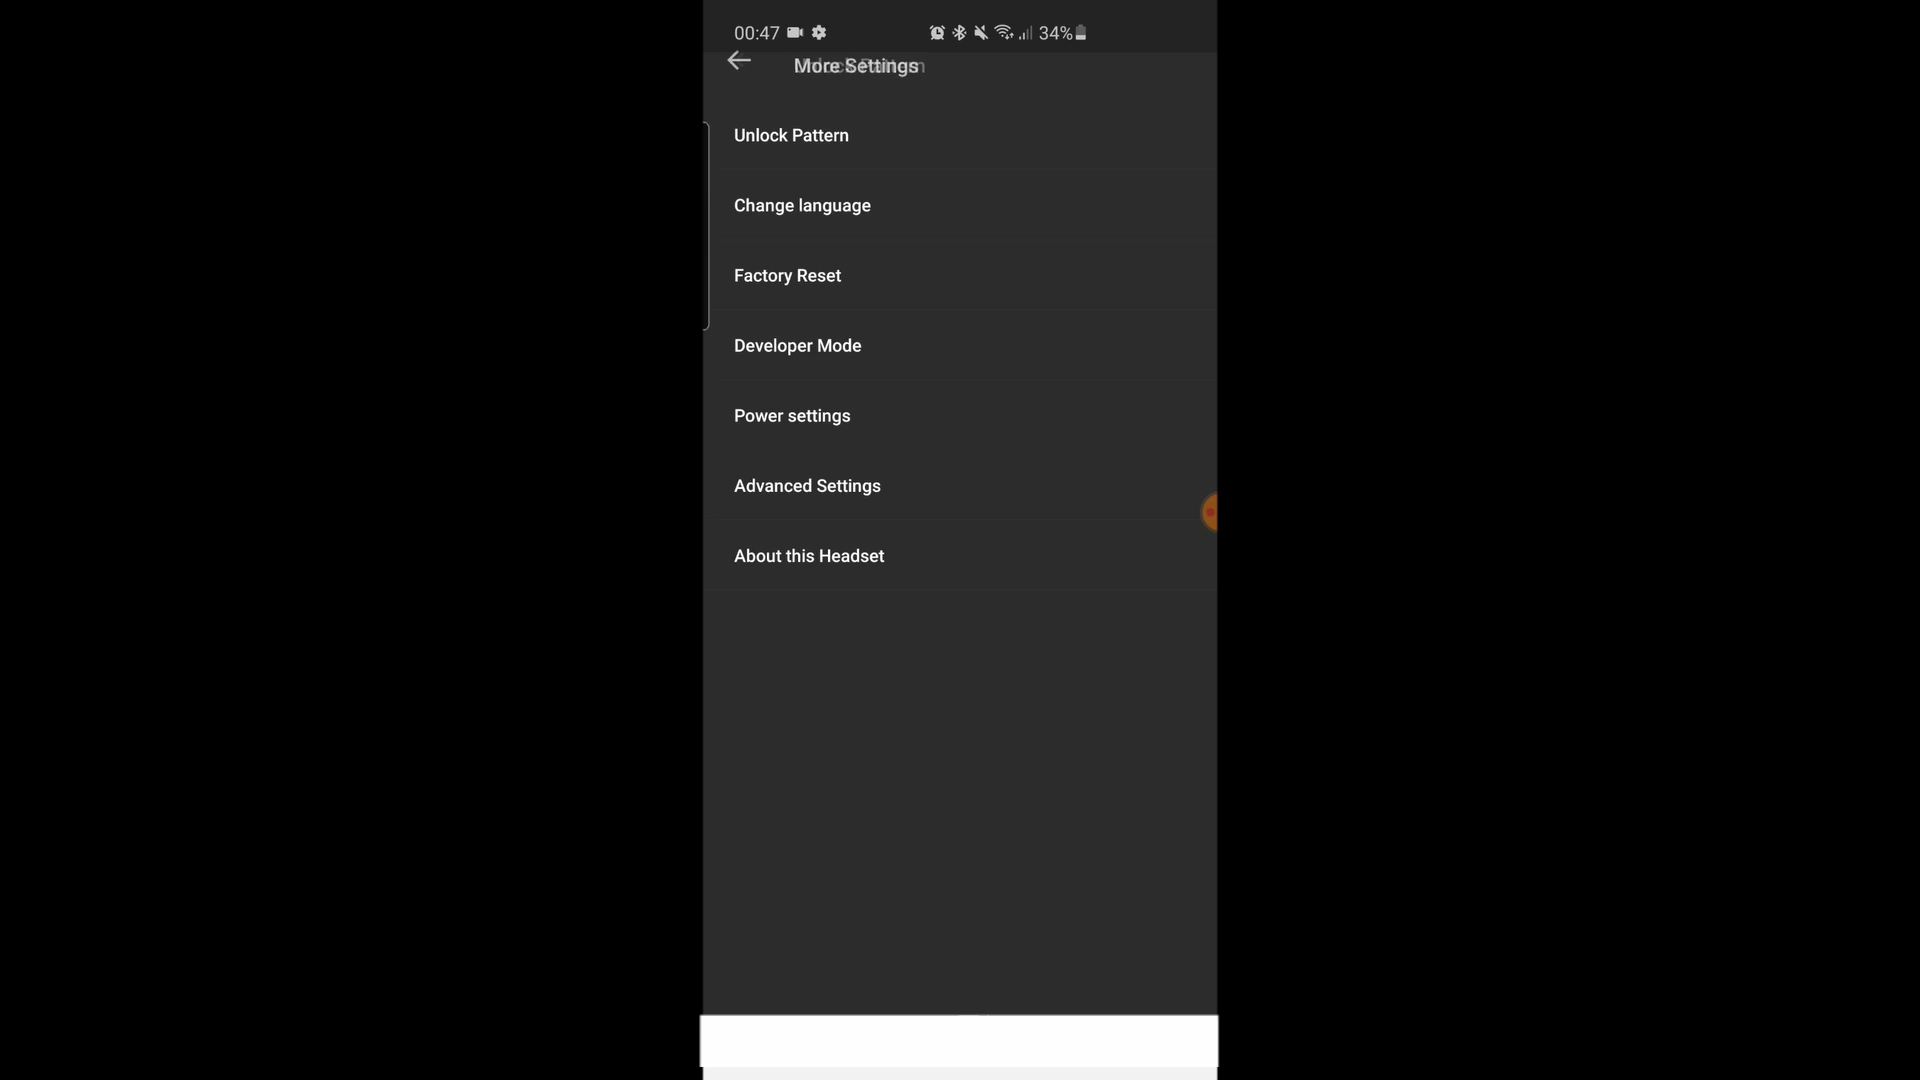 00:47 34%
More Settings
Unlock Pattern
Change language
Factory Reset
Developer Mode
Power settings
Advanced Settings
About this Headset